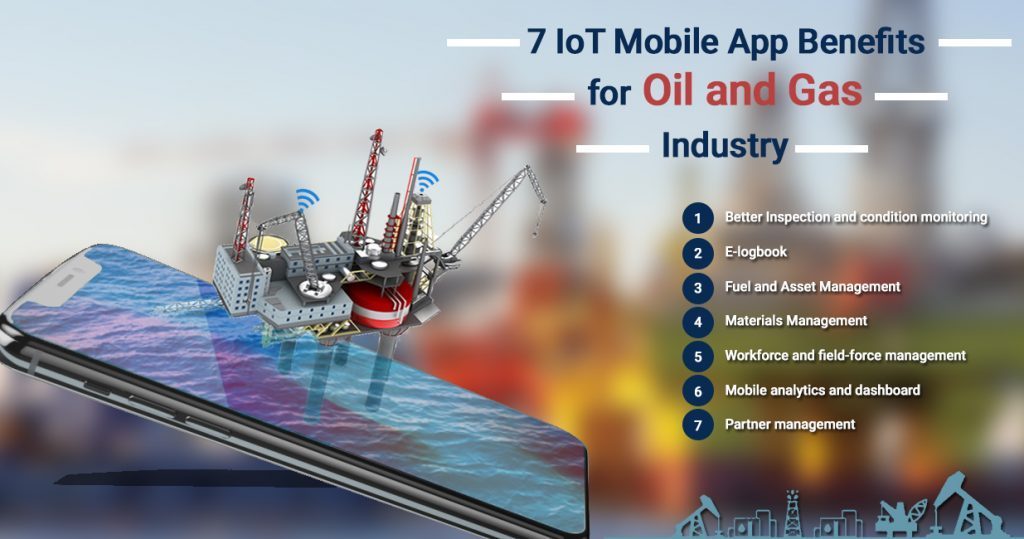 7 IoT Mobile App Benefits
for Oil and Gas
Industry
1 Better Inspection and condition monitoring
2 E-logbook
3 Fuel and Asset Management
4 Materials Management
5 Workforce and field-force management
6 Mobile analytics and dashboard
7 Partner management